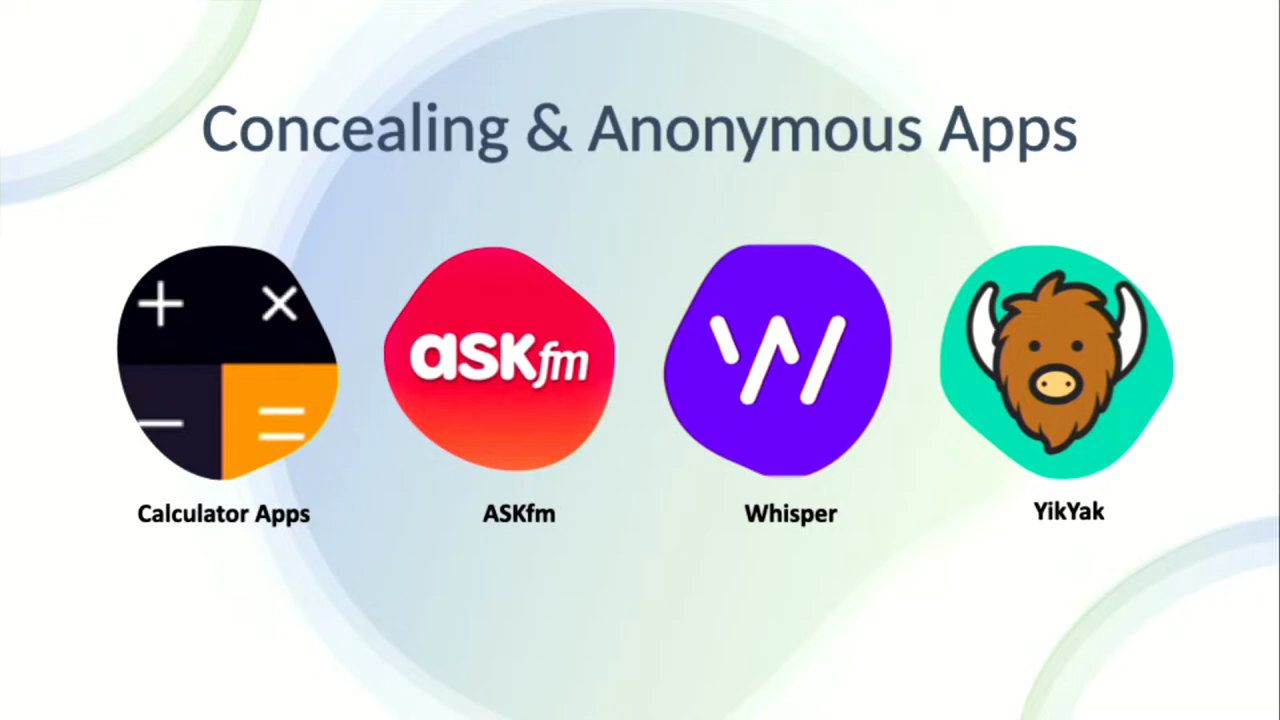 Concealing & Anonymous Apps
ASKfm
Calculator Apps
ASKfm
Whisper
YikYak